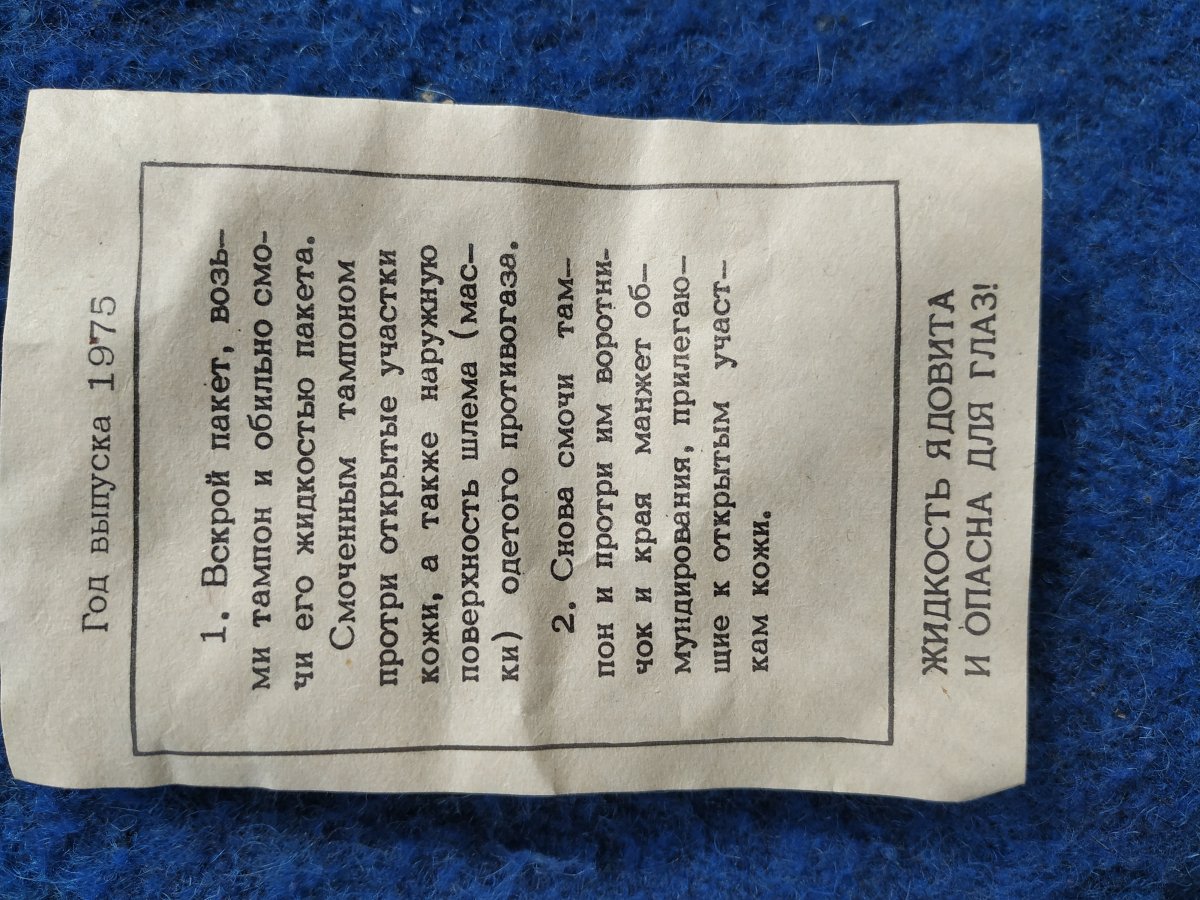 Год выпуска 1975
1. Вскрой пакет, возь-
ми тампон и обильно смо-
чи его жидкостью пакета.
Смоченным тампоном
протри открытые участки
кожи, а также наружную
поверхность шлема (мас-
ки) одетого противогаза.
2. Снова смочи там-
пон и протри им воротни-
чок и края манжет об-
мундирования, прилегаю-
щие к открытым участ-
кам кожи.
ЖИДКОСТЬ ЯДОВИТА
И ОПАСНА ДЛЯ ГЛАЗ!